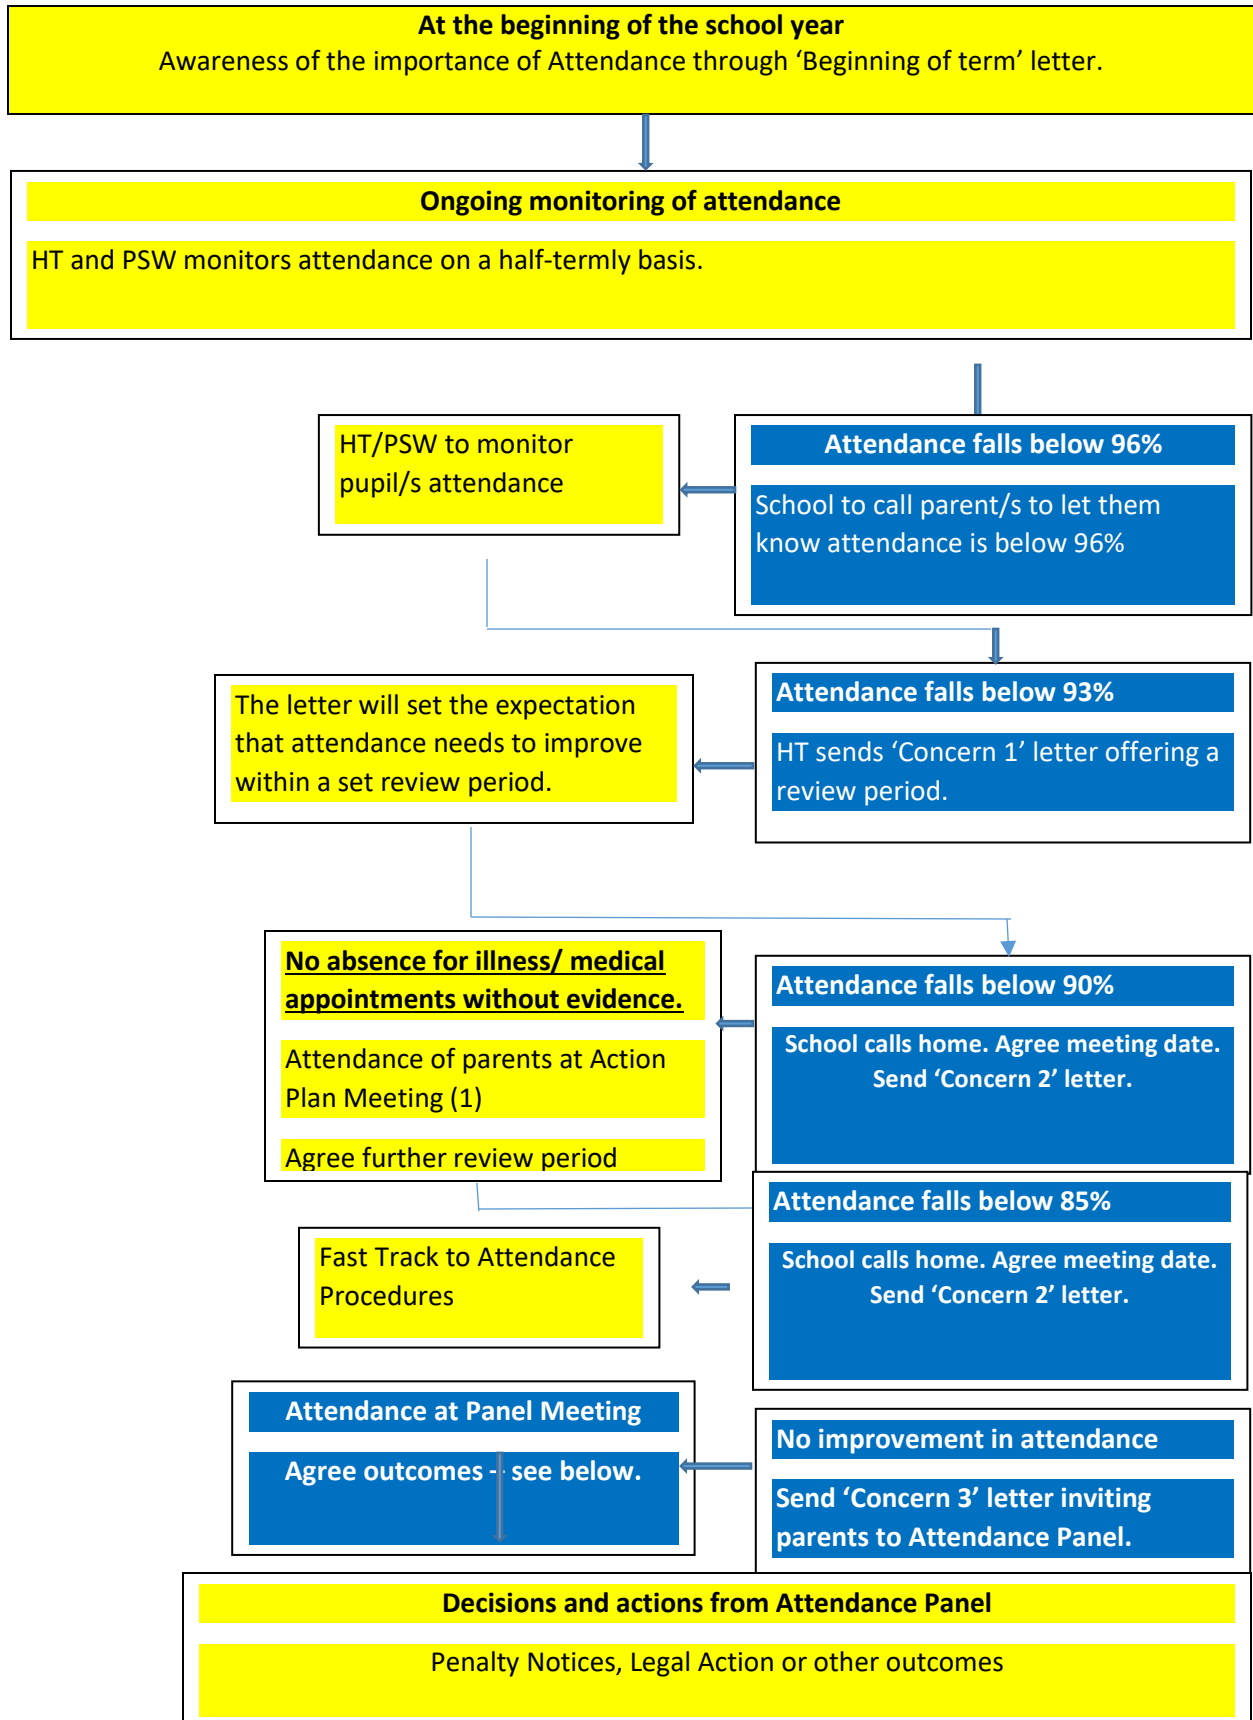 At the beginning of the school year
Awareness of the importance of Attendance through ‘Beginning of term’ letter.
Ongoing monitoring of attendance
HT and PSW monitors attendance on a half-termly basis.
HT/PSW to monitor
pupil/s attendance
Attendance falls below 96%
School to call parent/s to let them
know attendance is below 96%
The letter will set the expectation
that attendance needs to improve
within a set review period.
Attendance falls below 93%
HT sends ‘Concern 1’ letter offering a
review period.
No absence for illness/ medical
appointments without evidence.
Attendance of parents at Action
Plan Meeting (1)
Agree further review period
Attendance falls below 90%
School calls home. Agree meeting date.
Send ‘Concern 2’ letter.
Attendance falls below 85%
School calls home. Agree meeting date.
Send ‘Concern 2’ letter.
Fast Track to Attendance
Procedures
Attendance at Panel Meeting
Agree outcomes – see below.
No improvement in attendance
Send ‘Concern 3’ letter inviting
parents to Attendance Panel.
Decisions and actions from Attendance Panel
Penalty Notices, Legal Action or other outcomes